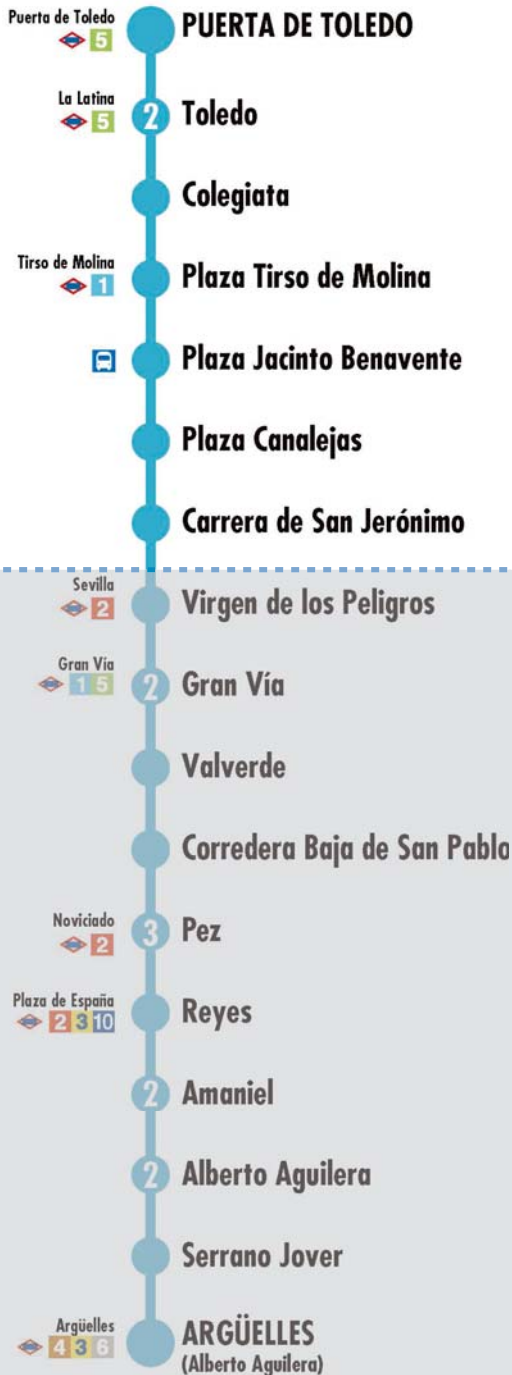 Puerta de Toledo
5
PUERTA DE TOLEDO
La Latina
5
2
Toledo
Colegiata
Tirso de Molina
1
Plaza Tirso de Molina
Plaza Jacinto Benavente
Plaza Canalejas
Carrera de San Jerónimo
Sevilla
2
Virgen de los Peligros
Gran Vía
1 5
2
Gran Vía
Valverde
Corredera Baja de San Pablo
Noviciado
2
3
Pez
Plaza de España
2 3 10
Reyes
2
Amaniel
2
Alberto Aguilera
Serrano Jover
Argüelles
4 3 6
ARGÜELLES
(Alberto Aguilera)